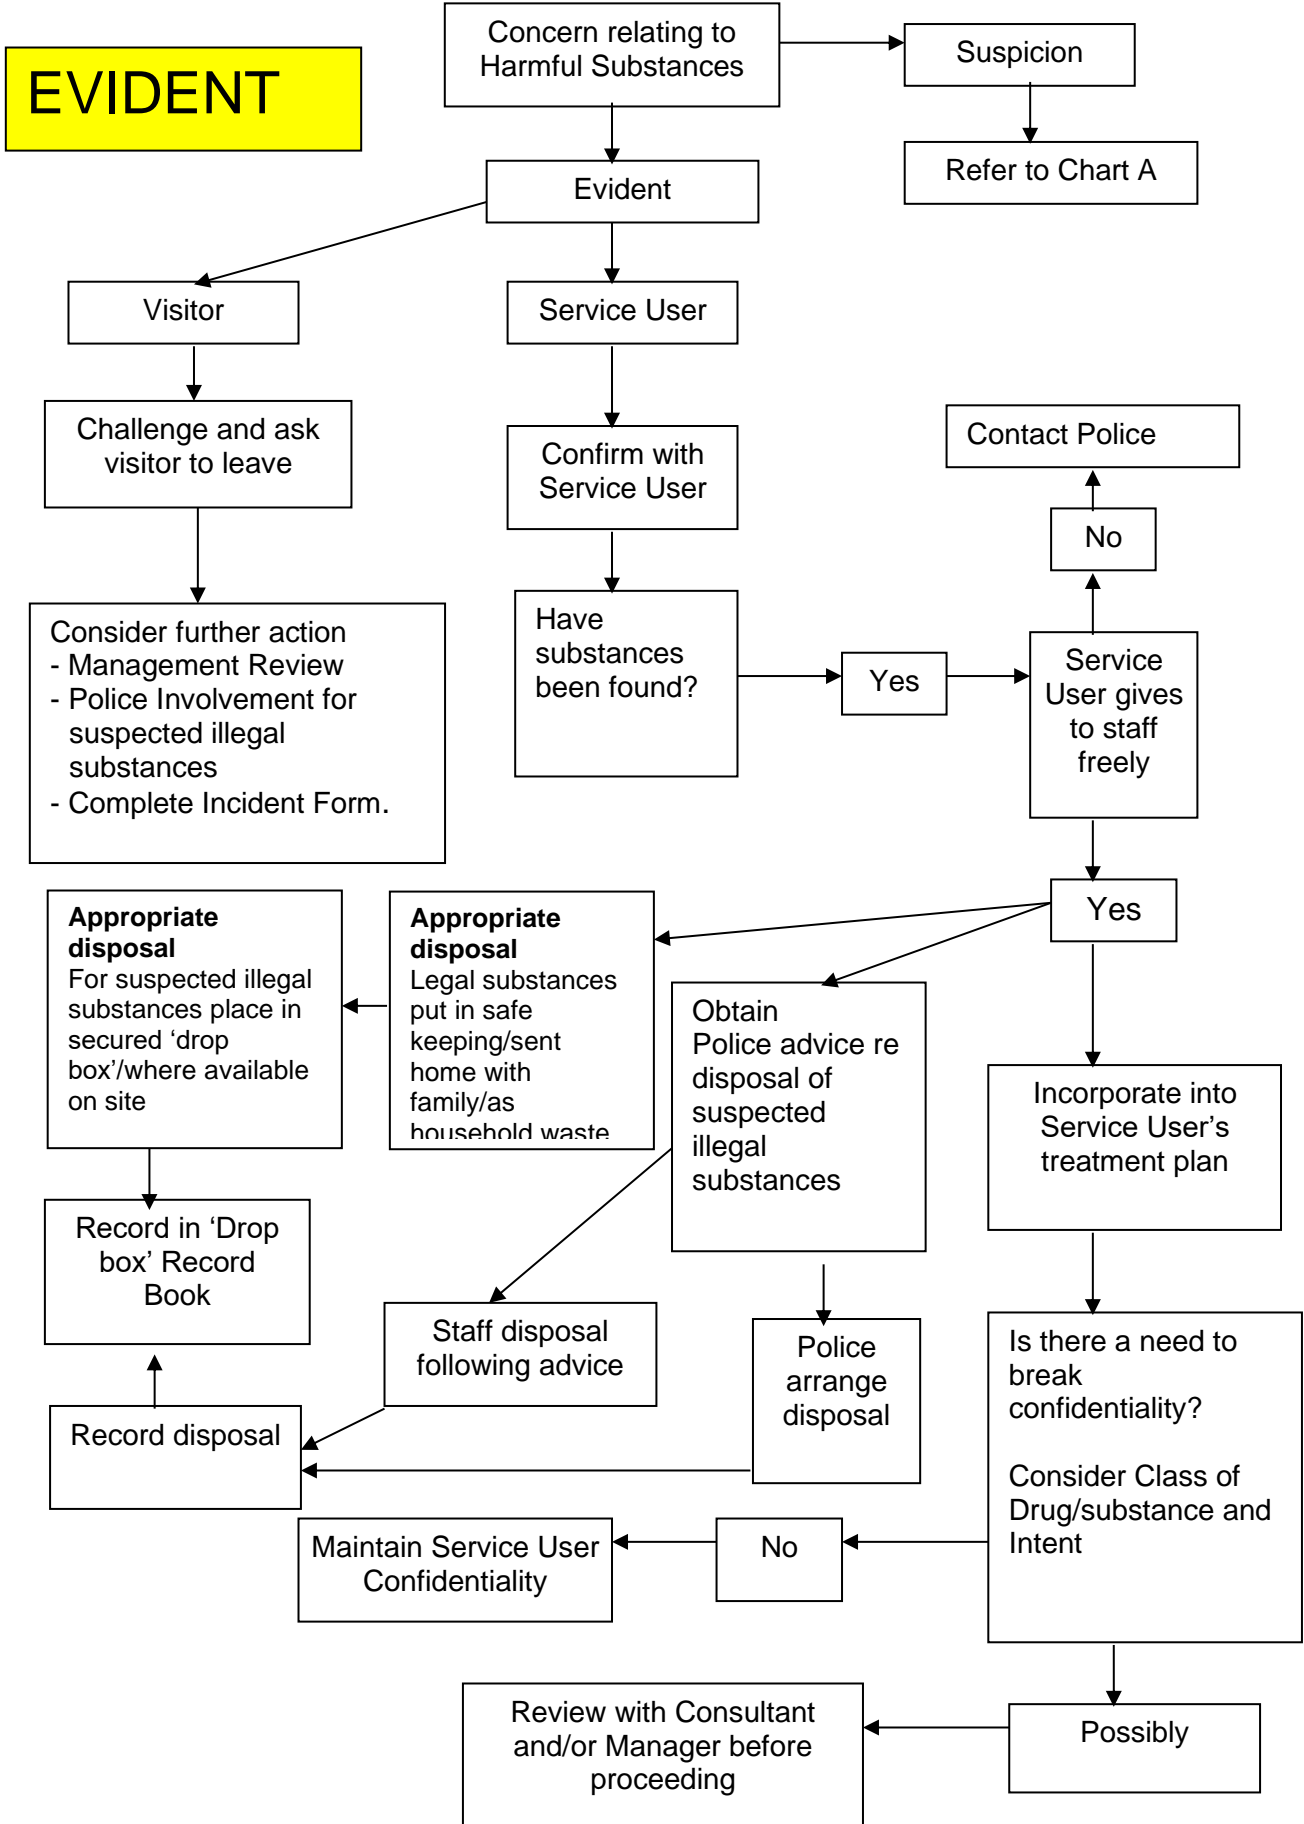 EVIDENT
Concern relating to
Harmful Substances
Suspicion
Refer to Chart A
Evident
Visitor
Service User
Challenge and ask
visitor to leave
Confirm with
Service User
Contact Police
No
Consider further action
- Management Review
- Police Involvement for
suspected illegal
substances
- Complete Incident Form.
Have
substances
been found?
Yes
Service
User gives
to staff
freely
Yes
Appropriate
disposal
For suspected illegal
substances place in
secured ‘drop
box’/where available
on site
Appropriate
disposal
Legal substances
put in safe
keeping/sent
home with
family/as
household waste
Obtain
Police advice re
disposal of
suspected
illegal
substances
Incorporate into
Service User’s
treatment plan
Record in ‘Drop
box’ Record
Book
Staff disposal
following advice
Police
arrange
disposal
Is there a need to
break
confidentiality?
Consider Class of
Drug/substance and
Intent
Record disposal
Maintain Service User
Confidentiality
No
Review with Consultant
and/or Manager before
proceeding
Possibly